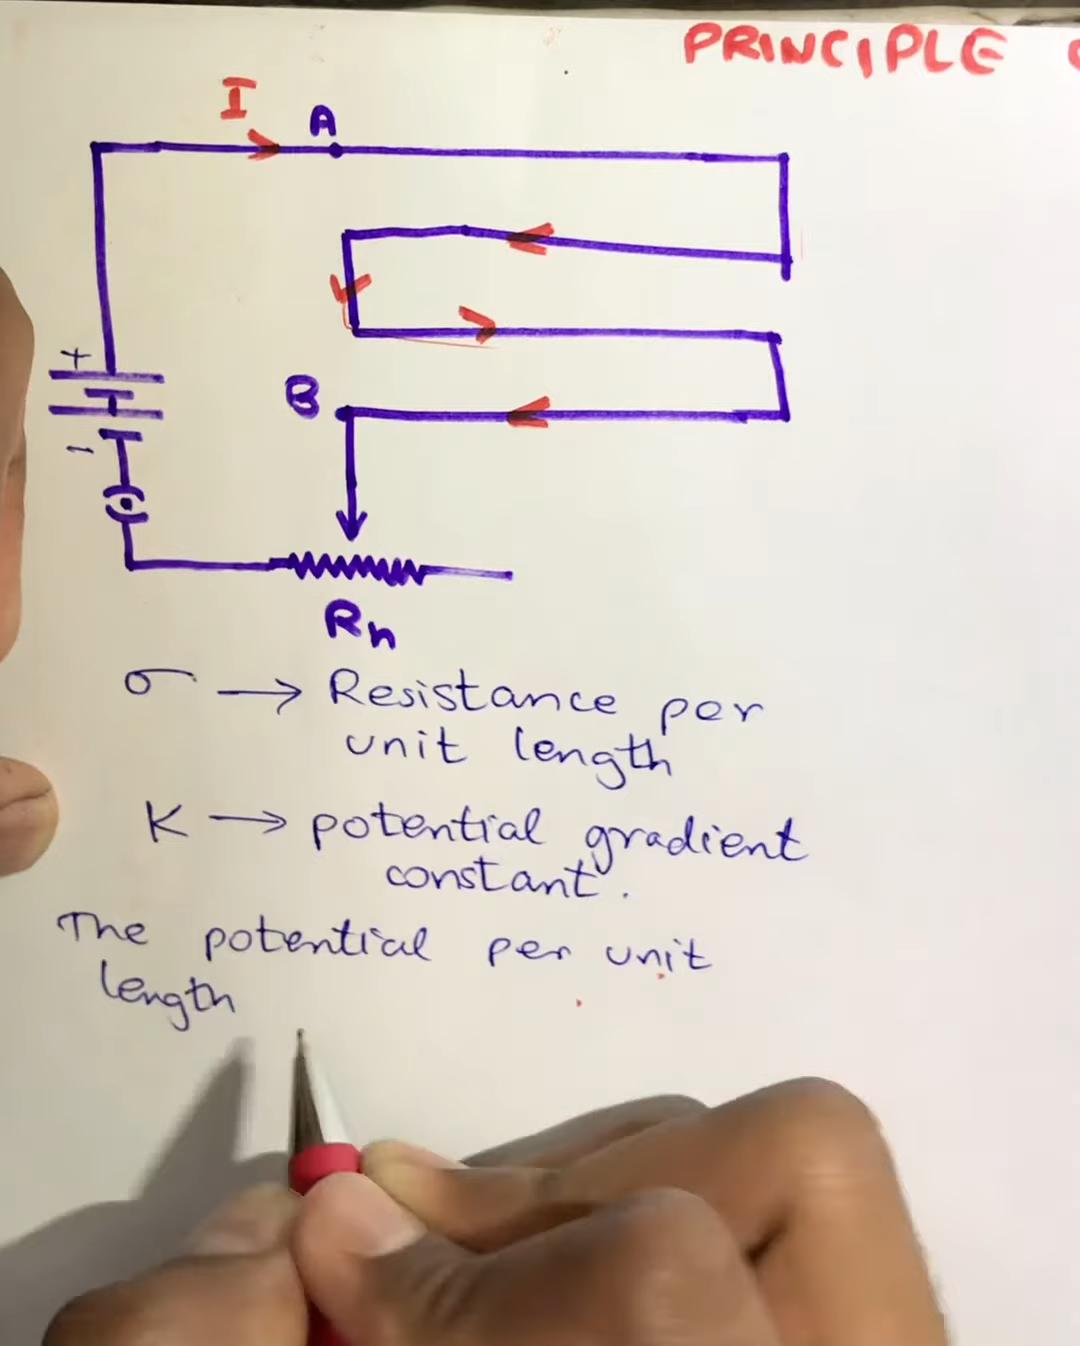 PRINCIPLE
I
A
+
B
-
Rh
σ → Resistance per
unit length
K → potential gradient
constant.
The potential per unit
length